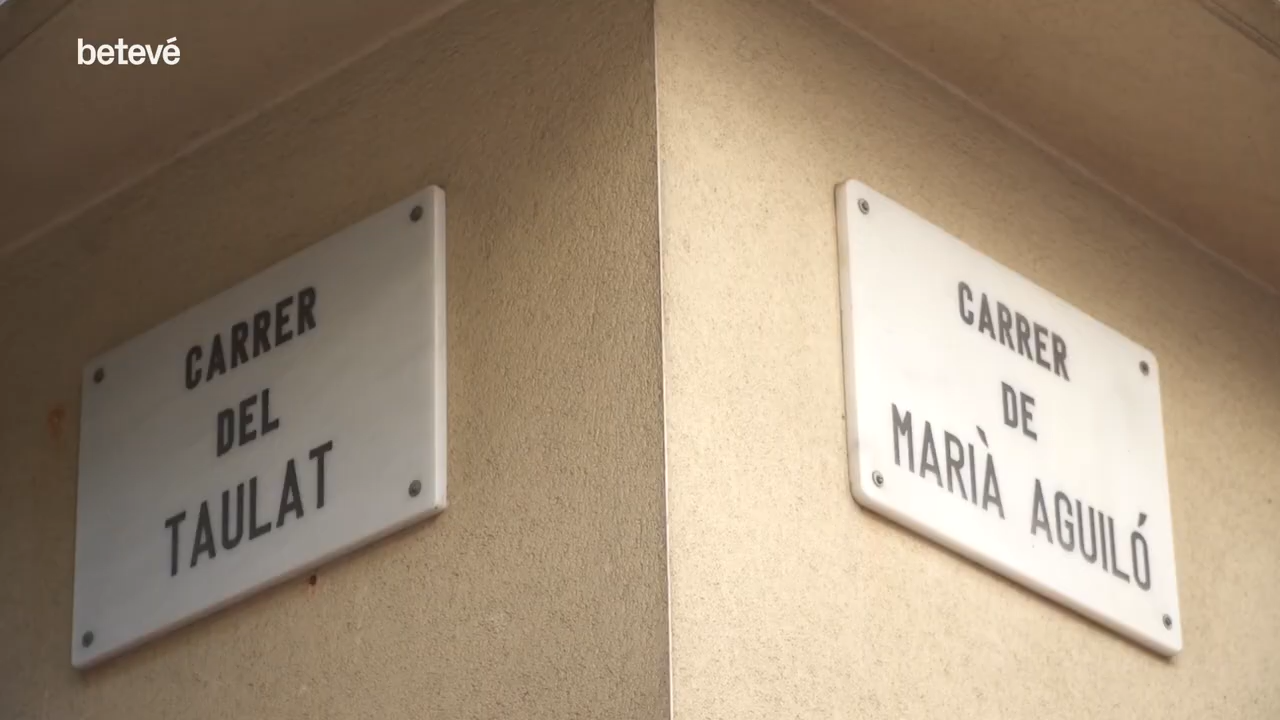 betevé
CARRER
DEL
TAULAT
CARRER
DE
MARIÀ AGUILÓ